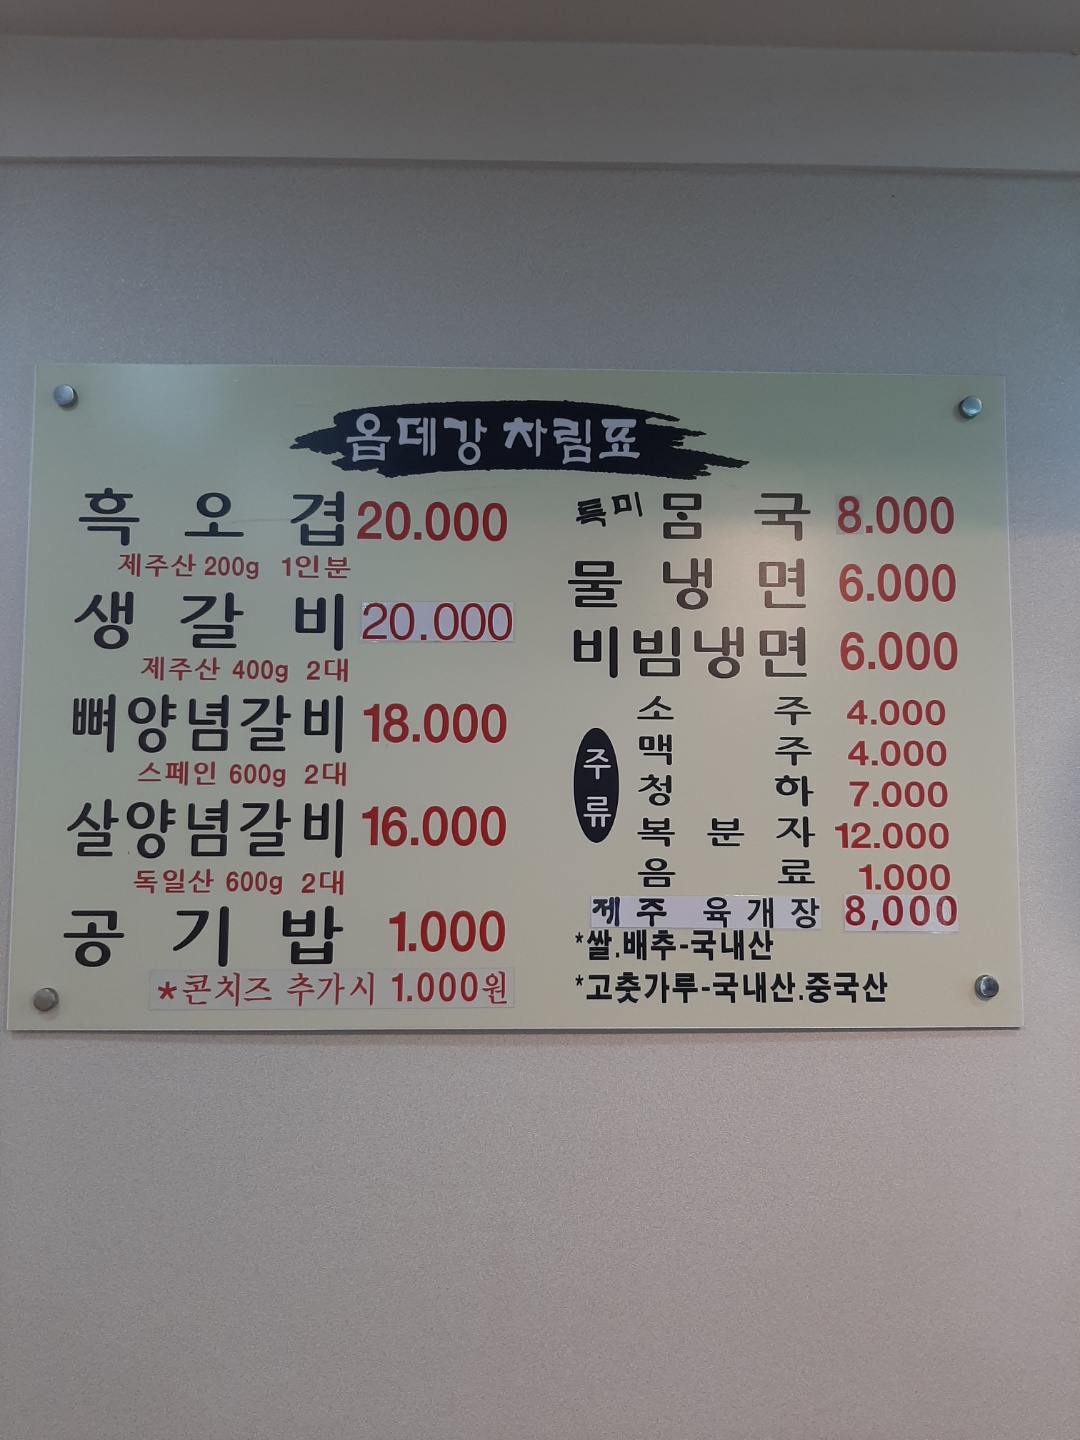 옵데강 차림표
흑오겹 20.000
제주산 200g 1인분
생갈비 20.000
제주산 400g 2대
뼈양념갈비 18.000
스페인 600g 2대
살양념갈비 16.000
독일산 600g 2대
공기밥 1.000
*콘치즈 추가시 1.000원
특미 ᄆᆞᆷ국 8.000
물냉면 6.000
비빔냉면 6.000
주류
소주 4.000
맥주 4.000
청하 7.000
복분자 12.000
음료 1.000
제주 육개장 8,000
*쌀.배추-국내산
*고춧가루-국내산.중국산